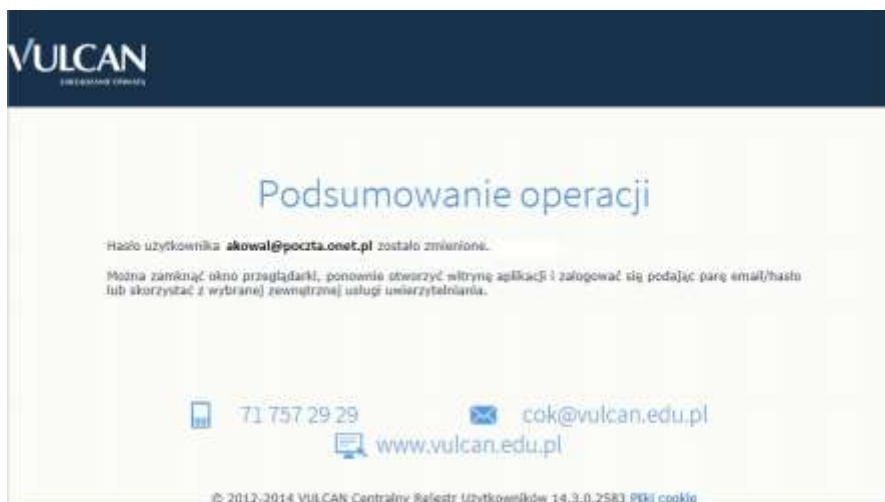 VULCAN
Podsumowanie operacji
Hasło użytkownika akowal@poczta.onet.pl zostało zmienione.
Można zamknąć okno przeglądarki, ponownie otworzyć witrynę aplikacji i zalogować się podając parę email/hasło
lub skorzystać z wybranej zewnętrznej usługi uwierzytelniania.
71 757 29 29
cok@vulcan.edu.pl
www.vulcan.edu.pl
© 2012-2014 VULCAN Centralny Rejestr Użytkowników 14.3.0.2583 Pliki cookie